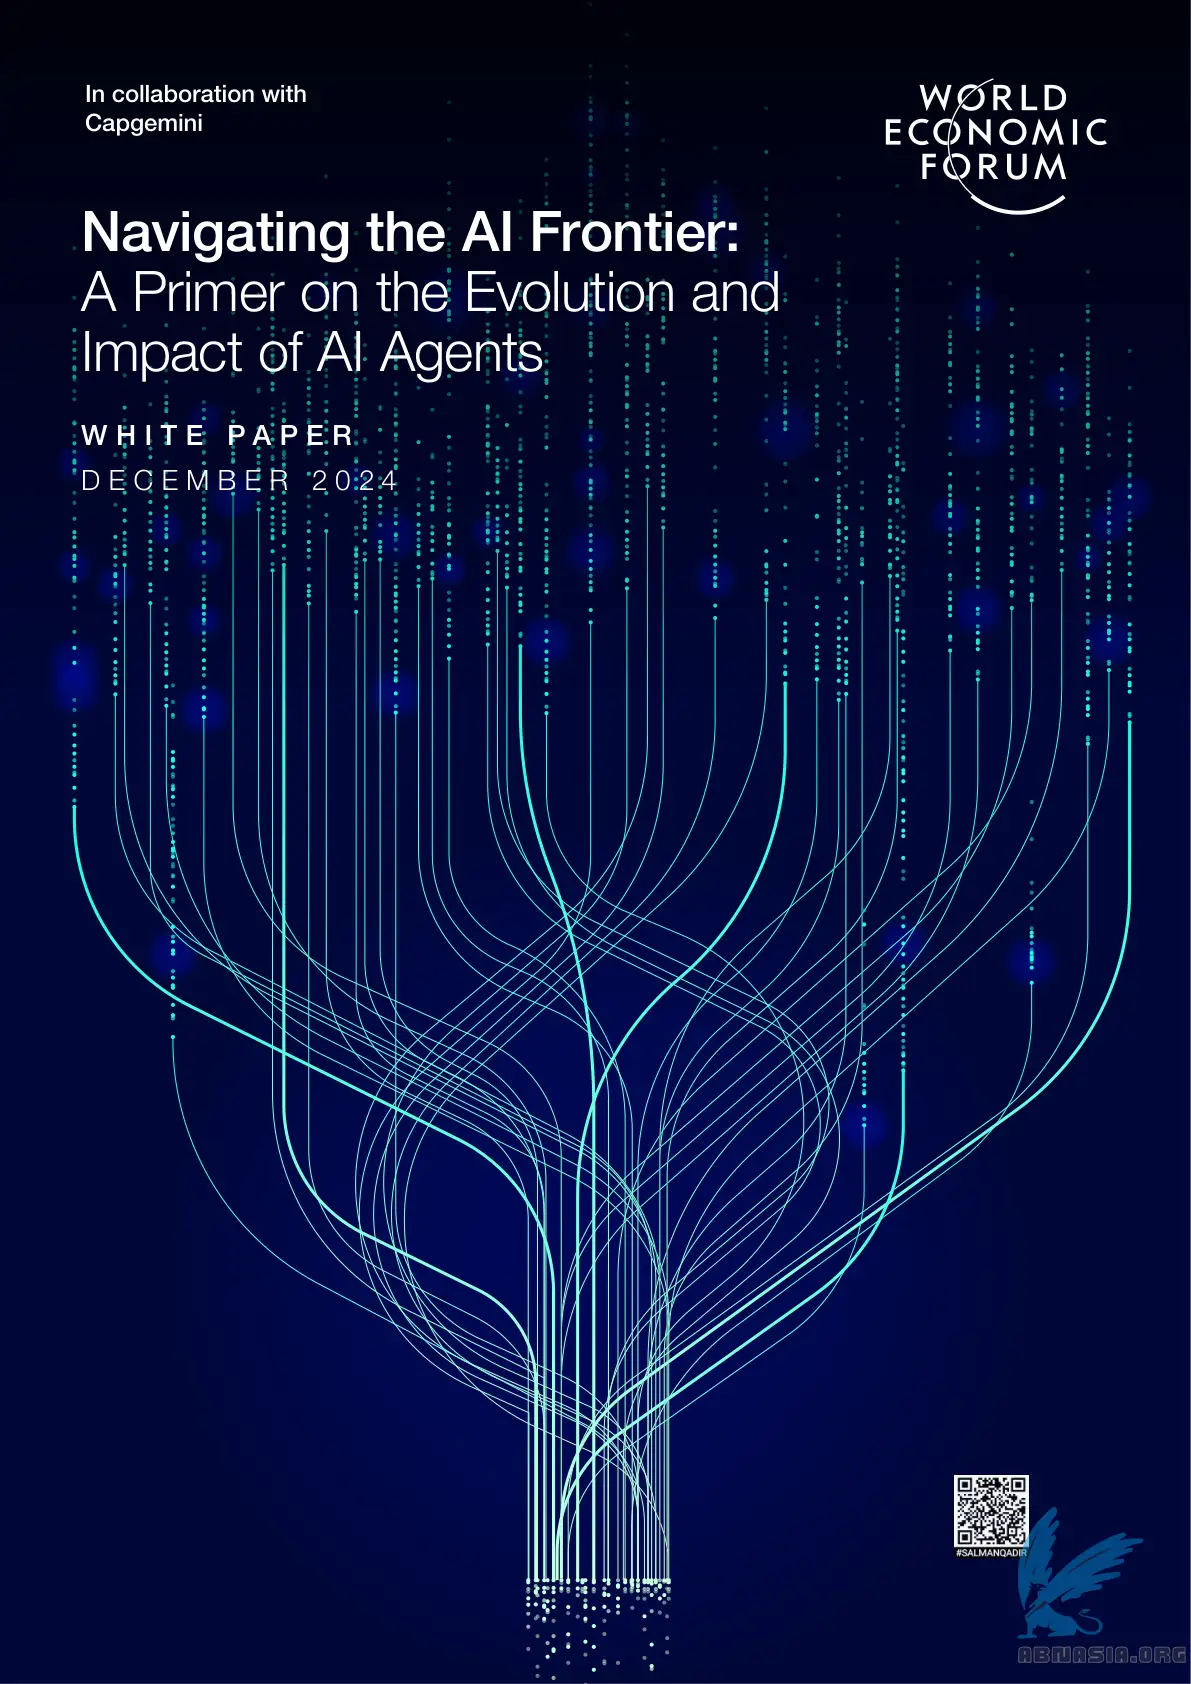 In collaboration with
Capgemini
WORLD
ECONOMIC
FORUM
Navigating the AI Frontier:
A Primer on the Evolution and
Impact of AI Agents
WHITE PAPER
DECEMBER 2024
#SALMANQADIR
ABNASIA.ORG